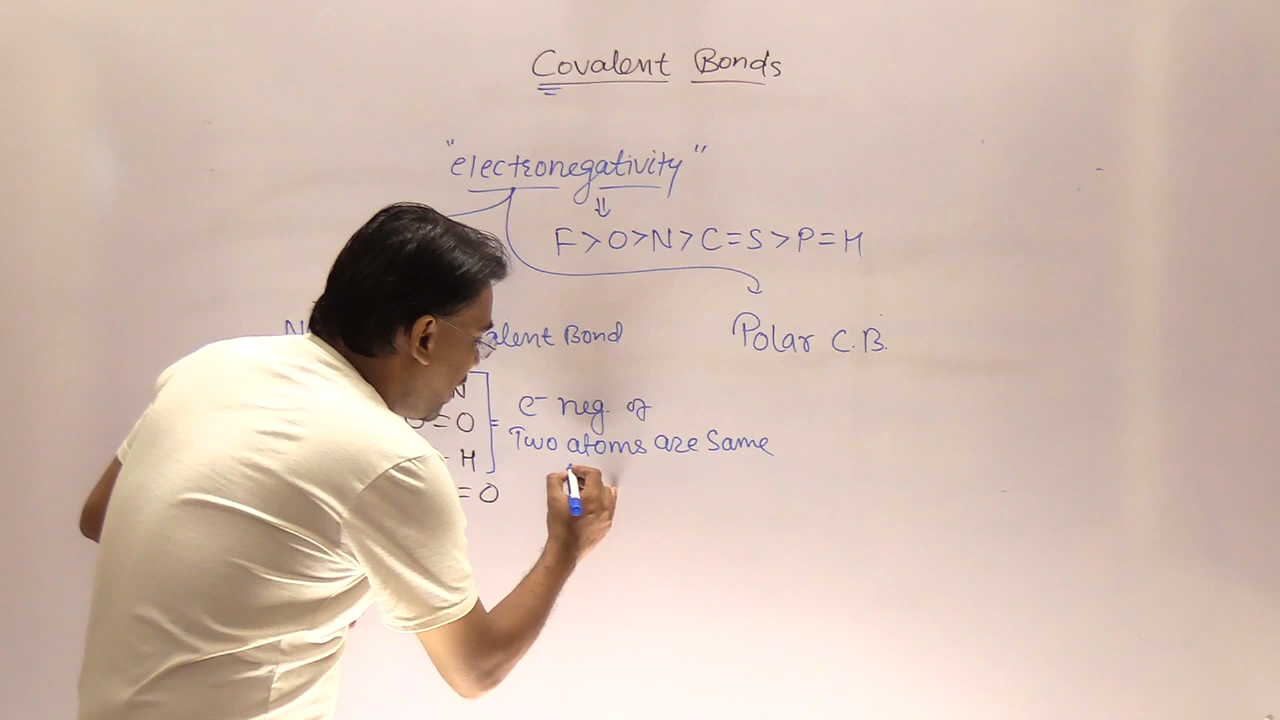 Covalent Bonds
"electronegativity"
⇓
F>O>N>C=S>P=H
N alent Bond
Polar C.B.
N
=O
- H
=O
= e- neg. of
Two atoms are Same